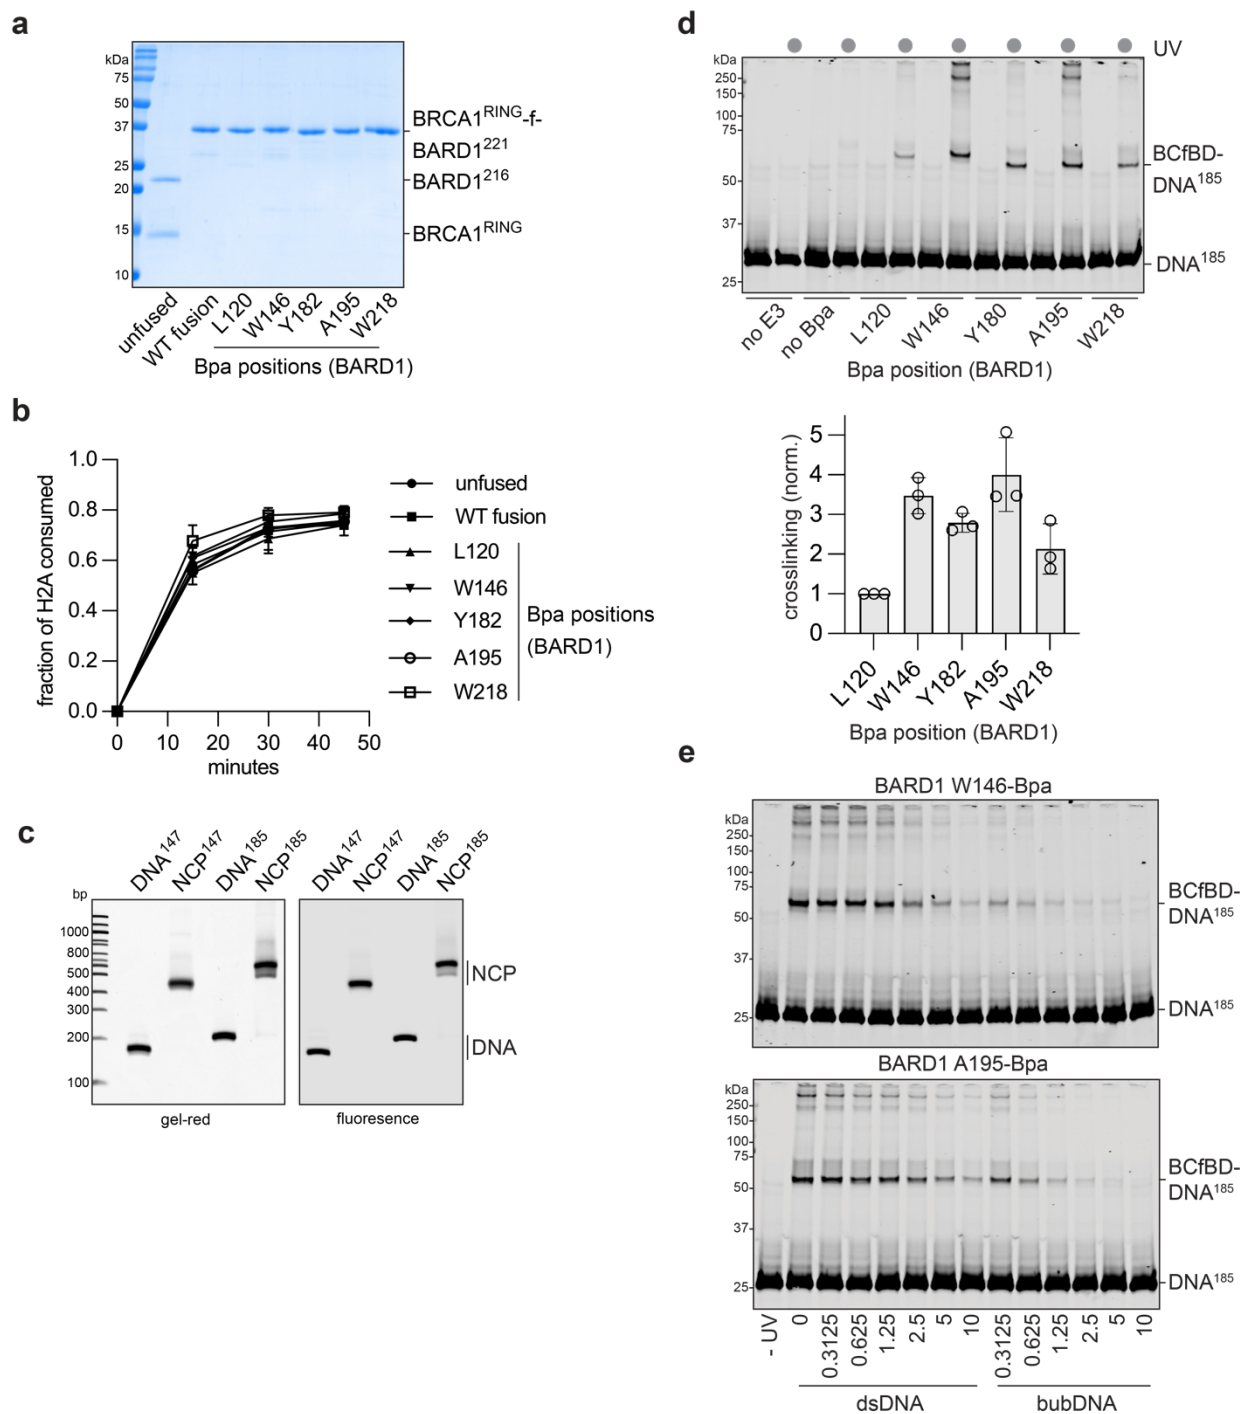 a
kDa
75
50
37
25
20
15
10
BRCA1RING-f-
BARD1221
BARD1216
BRCA1RING
unfused
WT fusion
L120
W146
Y182
A195
W218
Bpa positions (BARD1)
b
fraction of H2A consumed
1.0
0.8
0.6
0.4
0.2
0.0
0 10 20 30 40 50
minutes
unfused
WT fusion
L120
W146
Y182
A195
W218
Bpa positions
(BARD1)
c
DNA147
NCP147
DNA185
NCP185
DNA147
NCP147
DNA185
NCP185
bp
1000
800
500
400
300
200
100
NCP
DNA
gel-red
fluoresence
d
UV
kDa
250
150
100
75
50
37
25
BCfBD-
DNA185
DNA185
no E3
no Bpa
L120
W146
Y180
A195
W218
Bpa position (BARD1)
crosslinking (norm.)
5
4
3
2
1
0
L120
W146
Y182
A195
W218
Bpa position (BARD1)
e
BARD1 W146-Bpa
kDa
250
150
100
75
50
37
25
BCfBD-
DNA185
DNA185
BARD1 A195-Bpa
kDa
250
150
100
75
50
37
25
BCfBD-
DNA185
DNA185
- UV
0
0.3125
0.625
1.25
2.5
5
10
0.3125
0.625
1.25
2.5
5
10
dsDNA
bubDNA